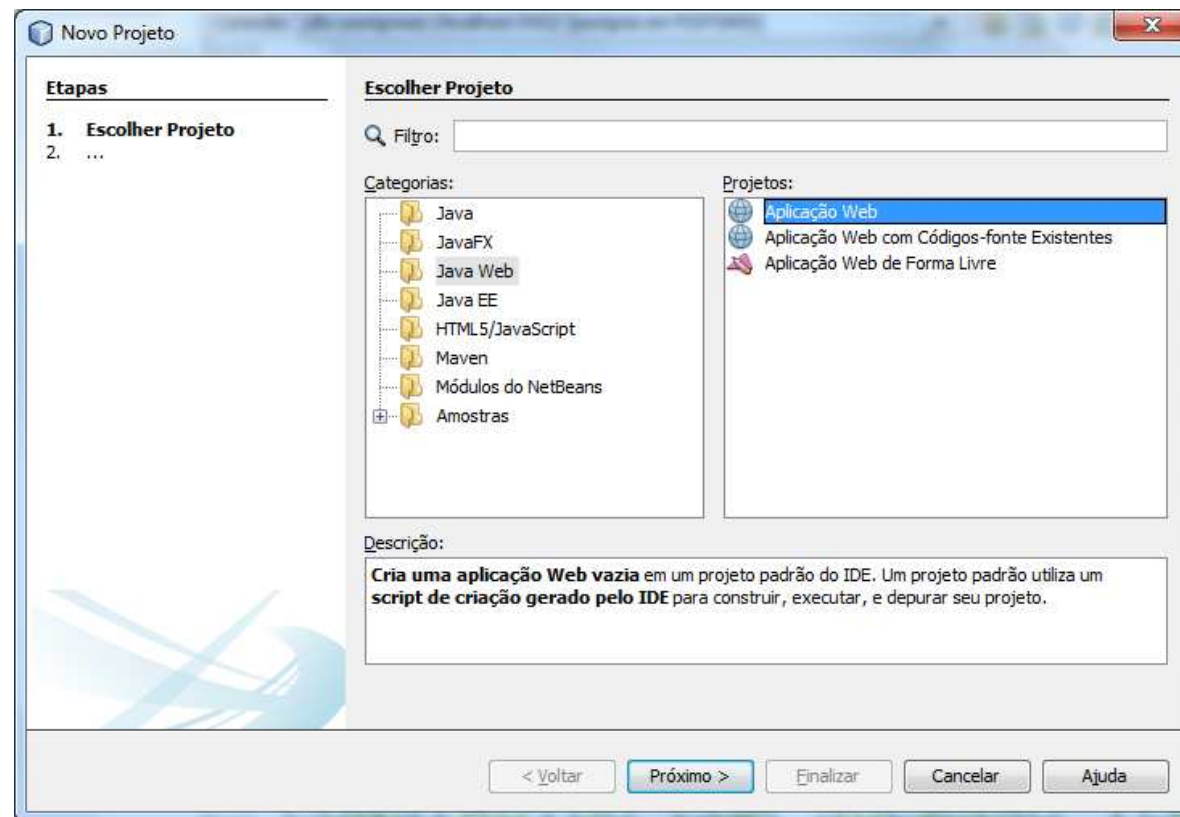 Novo Projeto
Etapas
1. Escolher Projeto
2. ...
Escolher Projeto
Filtro:
Categorias:
Java
JavaFX
Java Web
Java EE
HTML5/JavaScript
Maven
Módulos do NetBeans
Amostras
Projetos:
Aplicação Web
Aplicação Web com Códigos-fonte Existentes
Aplicação Web de Forma Livre
Descrição:
Cria uma aplicação Web vazia em um projeto padrão do IDE. Um projeto padrão utiliza um
script de criação gerado pelo IDE para construir, executar, e depurar seu projeto.
< Voltar Próximo > Finalizar Cancelar Ajuda